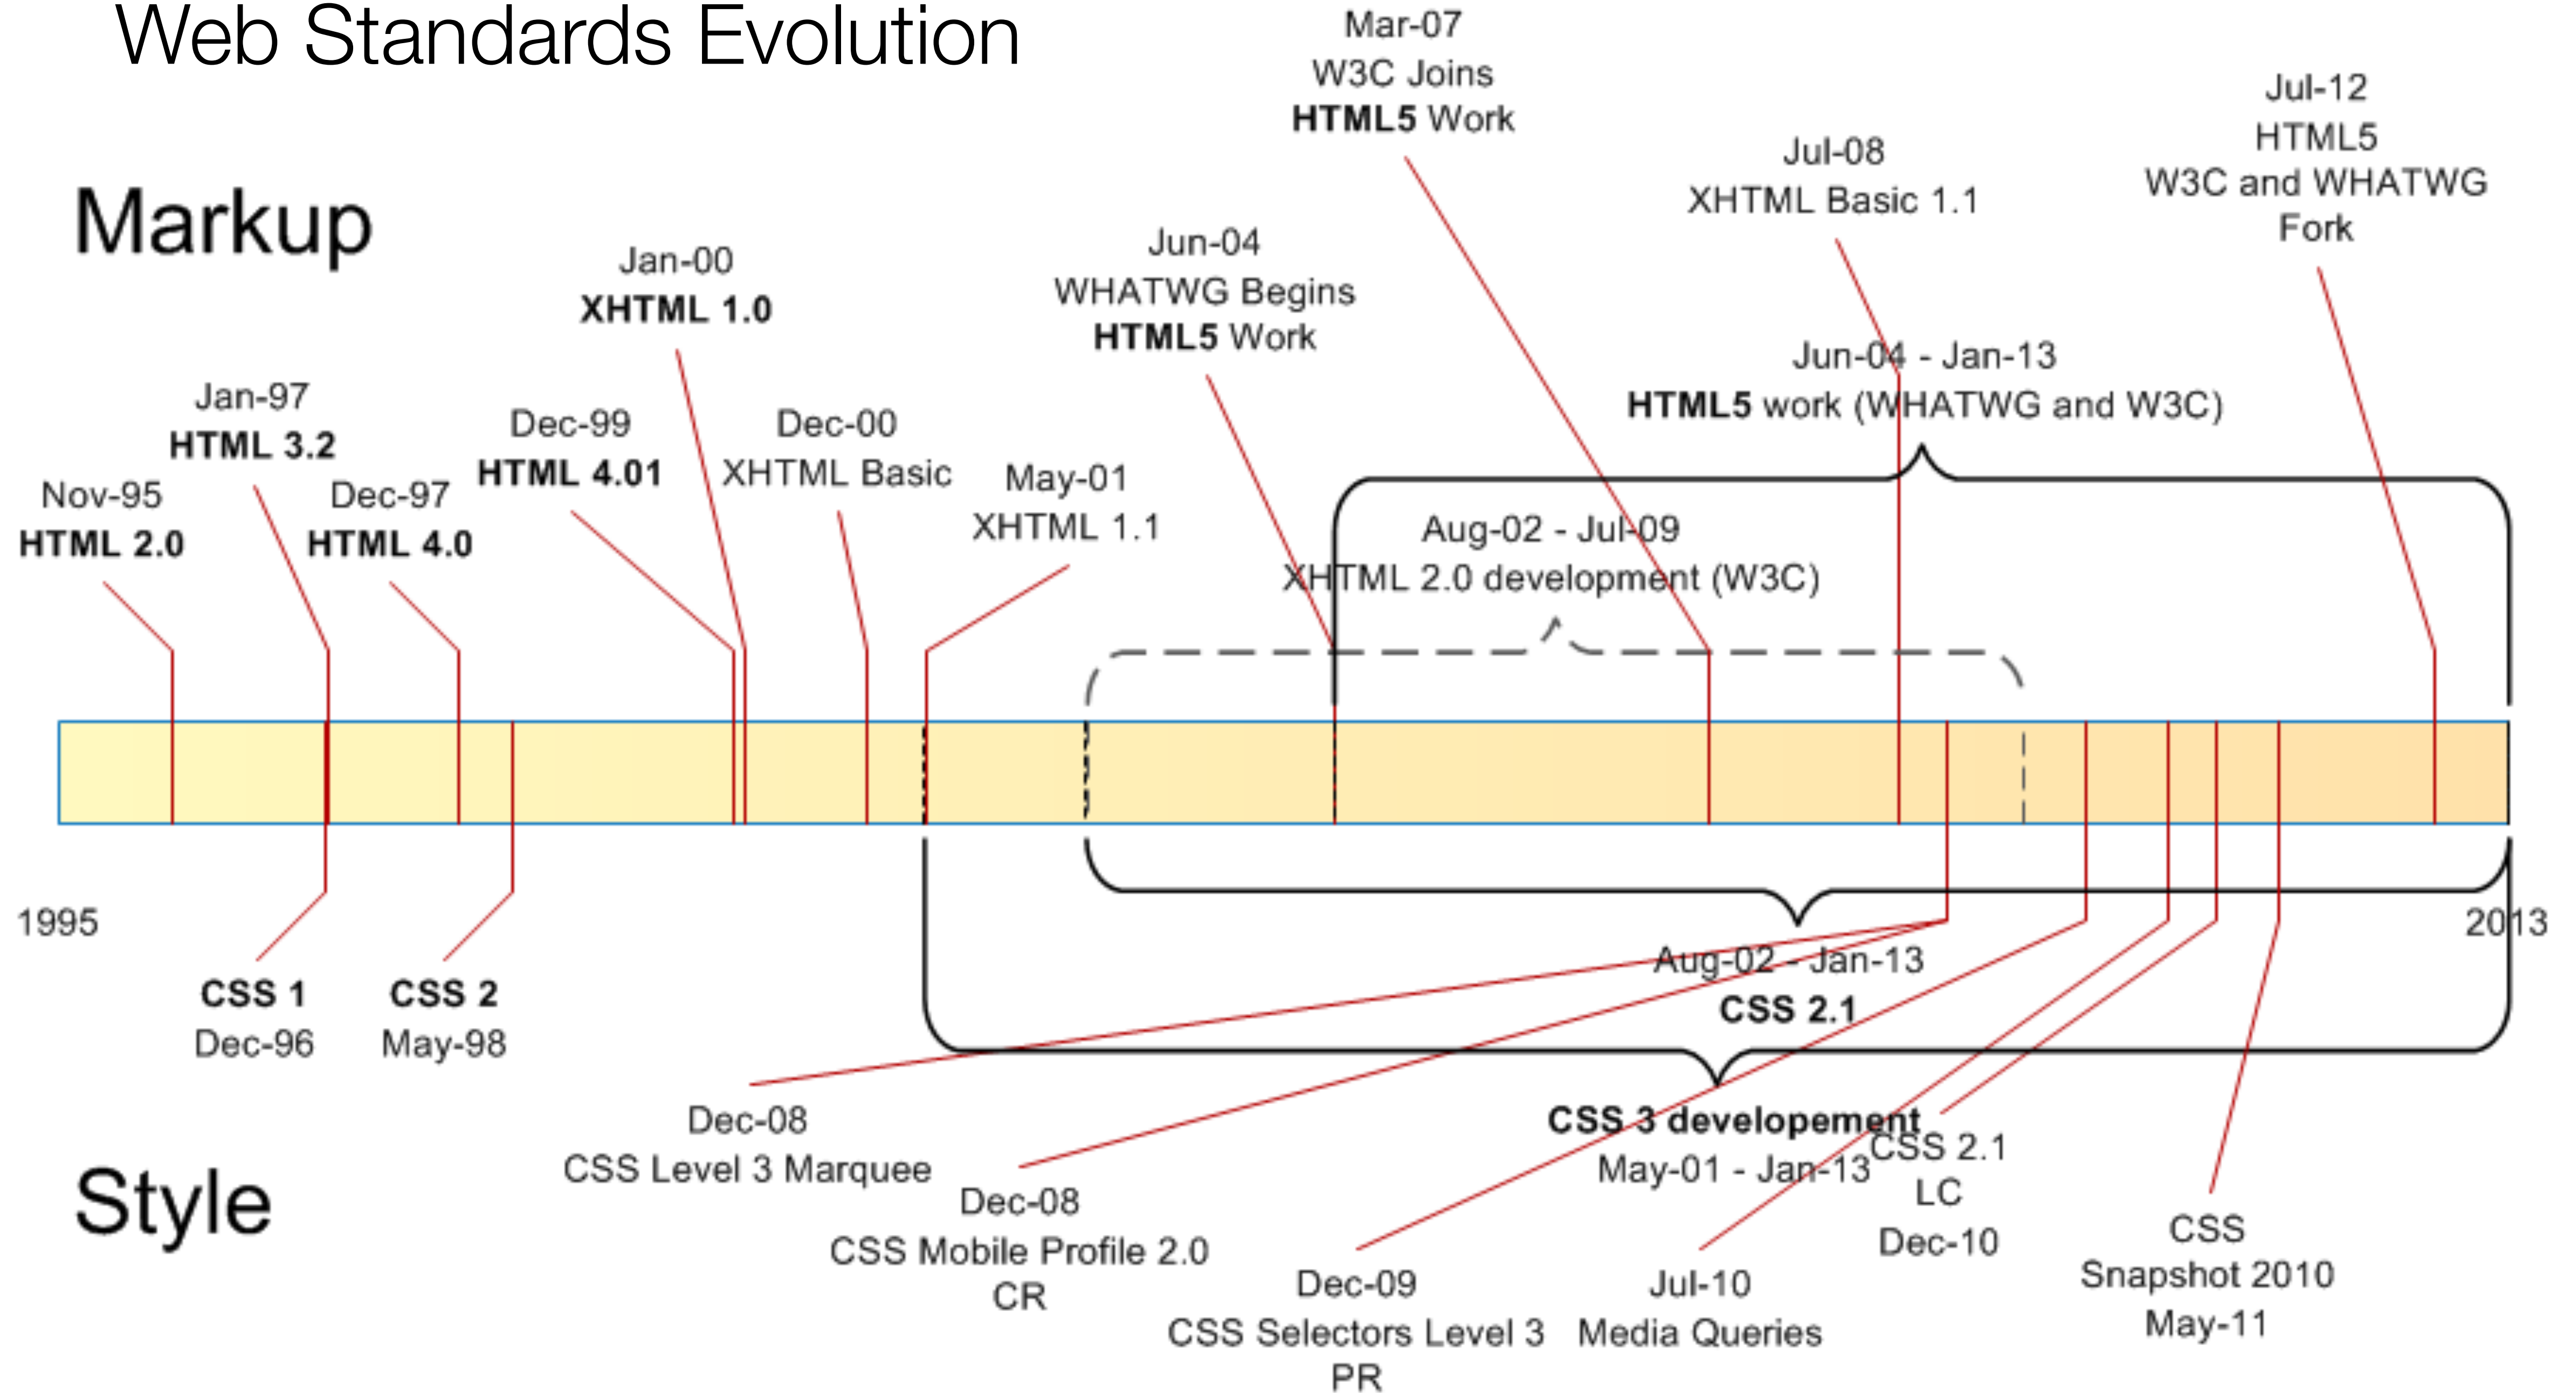 Web Standards Evolution
Markup
Mar-07
W3C Joins
HTML5 Work
Jul-12
HTML5
W3C and WHATWG
Fork
Jul-08
XHTML Basic 1.1
Jun-04
WHATWG Begins
HTML5 Work
Jan-00
XHTML 1.0
Jun-04 - Jan-13
HTML5 work (WHATWG and W3C)
Jan-97
HTML 3.2
Dec-99
HTML 4.01
Dec-00
XHTML Basic
May-01
XHTML 1.1
Nov-95
HTML 2.0
Dec-97
HTML 4.0
Aug-02 - Jul-09
XHTML 2.0 development (W3C)
1995
2013
CSS 1
Dec-96
CSS 2
May-98
Aug-02 - Jan-13
CSS 2.1
Style
Dec-08
CSS Level 3 Marquee
CSS 3 developement
May-01 - Jan-13
Dec-08
CSS Mobile Profile 2.0
CR
CSS 2.1
LC
Dec-10
Dec-09
CSS Selectors Level 3
PR
Jul-10
Media Queries
CSS
Snapshot 2010
May-11